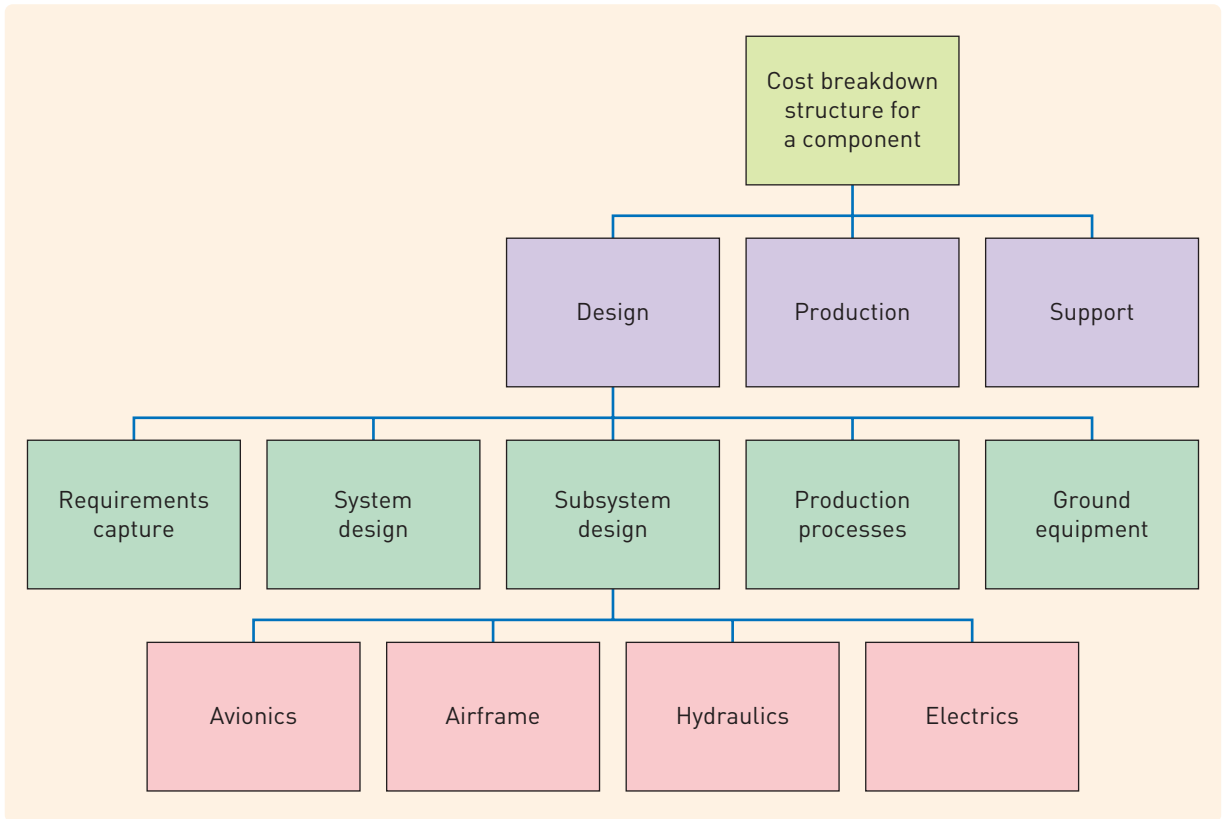 Cost breakdown
structure for
a component
Design
Production
Support
Requirements
capture
System
design
Subsystem
design
Production
processes
Ground
equipment
Avionics
Airframe
Hydraulics
Electrics